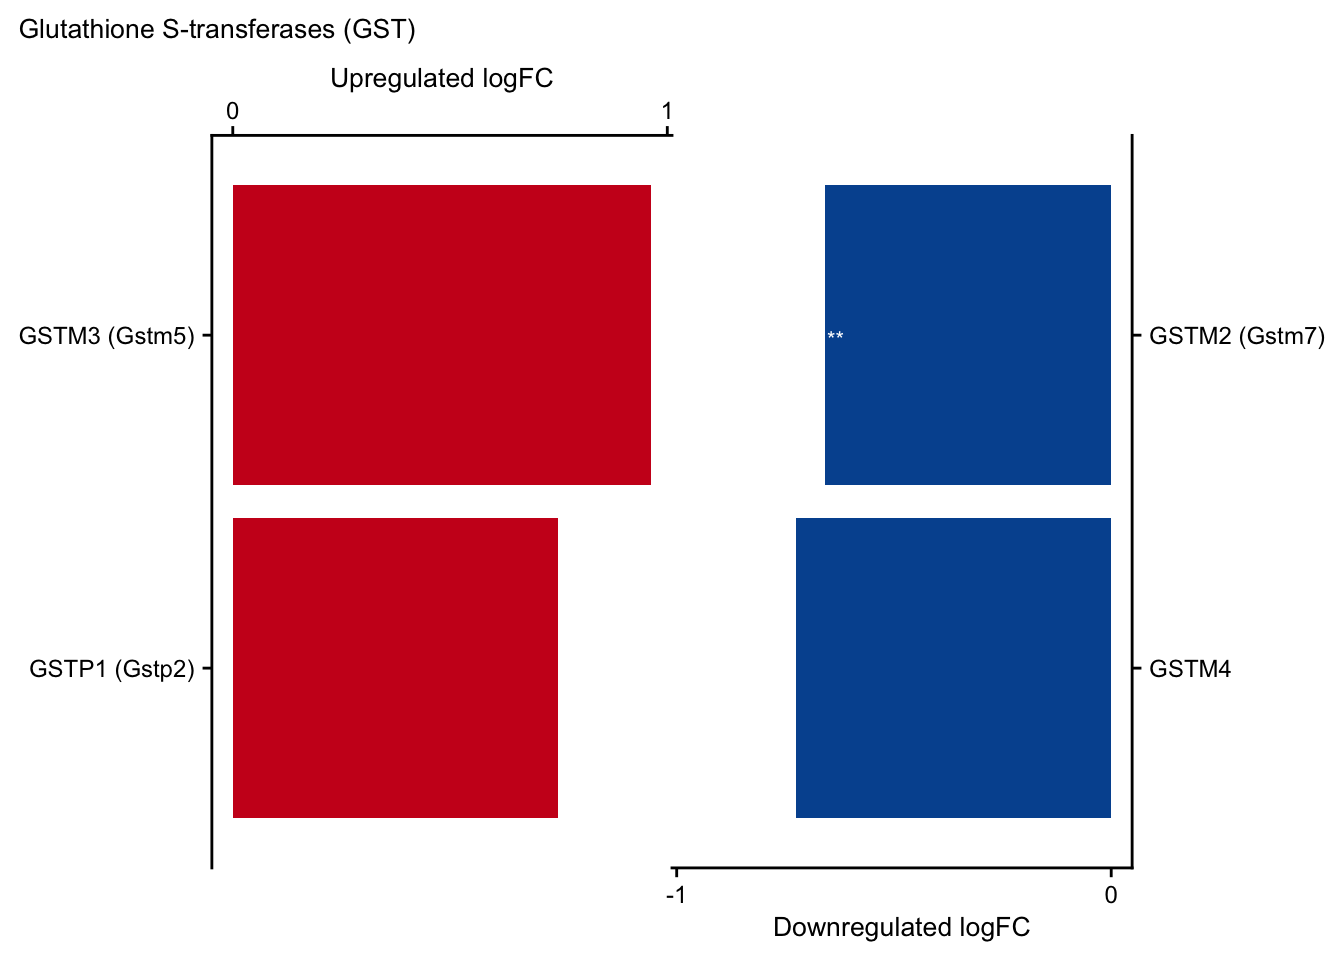 Glutathione S-transferases (GST)
Upregulated logFC
0 1
GSTM3 (Gstm5)
** GSTM2 (Gstm7)
GSTP1 (Gstp2)
GSTM4
-1 0
Downregulated logFC